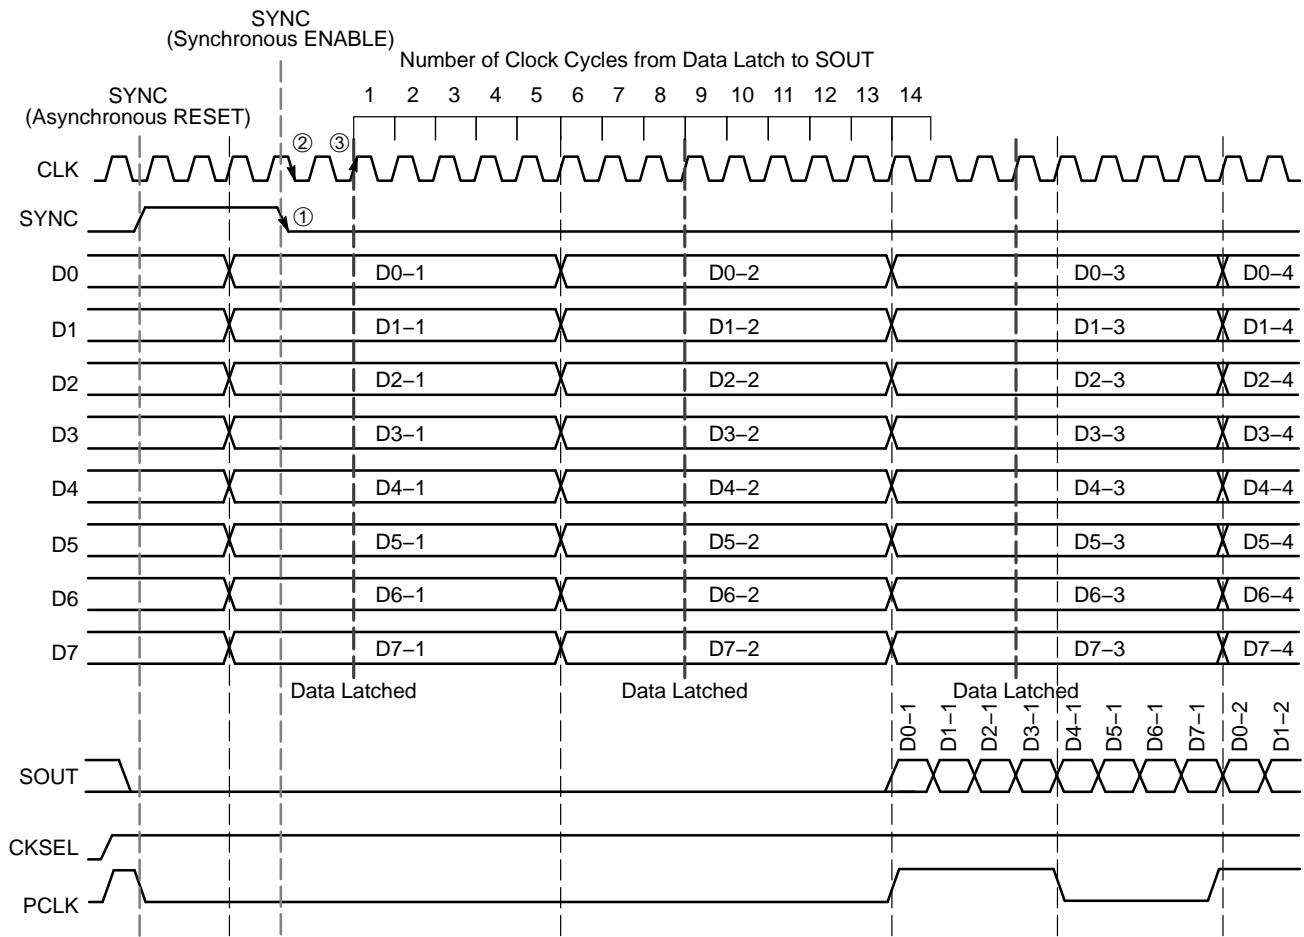 SYNC
(Synchronous ENABLE)
Number of Clock Cycles from Data Latch to SOUT
SYNC
(Asynchronous RESET)
1 2 3 4 5 6 7 8 9 10 11 12 13 14
② ③
CLK
SYNC ①
D0 D0–1 D0–2 D0–3 D0–4
D1 D1–1 D1–2 D1–3 D1–4
D2 D2–1 D2–2 D2–3 D2–4
D3 D3–1 D3–2 D3–3 D3–4
D4 D4–1 D4–2 D4–3 D4–4
D5 D5–1 D5–2 D5–3 D5–4
D6 D6–1 D6–2 D6–3 D6–4
D7 D7–1 D7–2 D7–3 D7–4
Data Latched Data Latched Data Latched
D0–1 D1–1 D2–1 D3–1 D4–1 D5–1 D6–1 D7–1 D0–2 D1–2
SOUT
CKSEL
PCLK